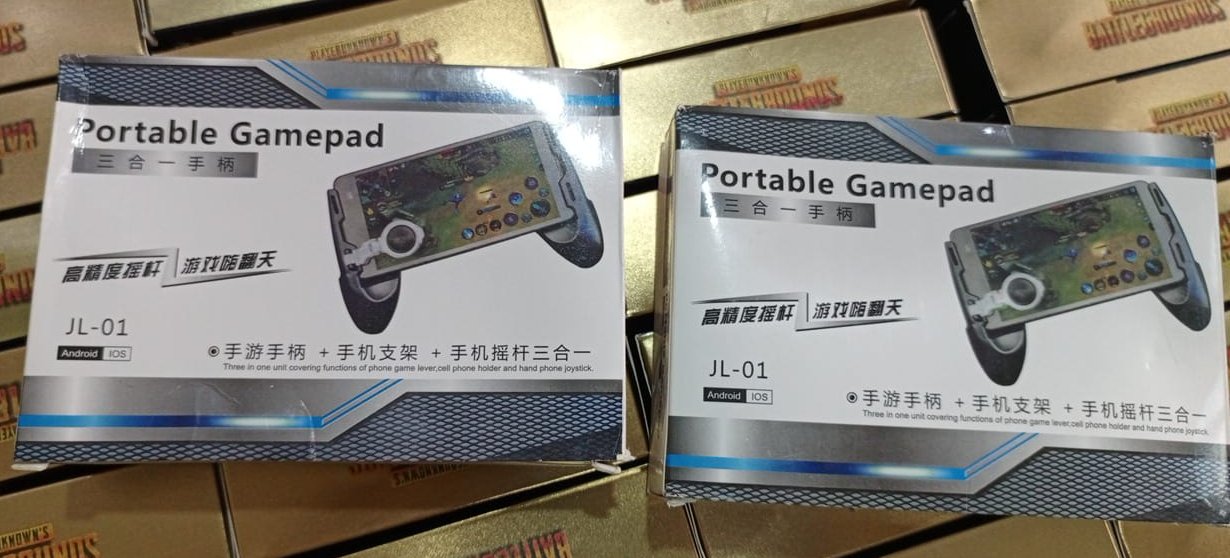 PLAYERUNKNOWN'S
PLAYERUNKNOWN'S
BATTLEGROUNDS
BATTLEGROUNDS
Portable Gamepad
三合一手柄
高精度摇杆 游戏嗨翻天
JL-01
Android IOS
手游手柄 + 手机支架 + 手机摇杆三合一
Three in one unit covering functions of phone game lever,cell phone holder and hand phone joystick.
Portable Gamepad
三合一手柄
高精度摇杆 游戏嗨翻天
JL-01
Android IOS
手游手柄 + 手机支架 + 手机摇杆三合一
Three in one unit covering functions of phone game lever,cell phone holder and hand phone joystick.